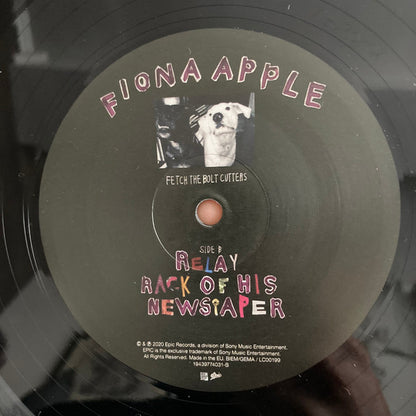 FIONA APPLE
FETCH THE BOLT CUTTERS
SIDE B
RELAY
RACK OF HIS
NEWSPAPER
℗ & © 2020 Epic Records, a division of Sony Music Entertainment.
EPIC is the exclusive trademark of Sony Music Entertainment.
All Rights Reserved. Made in the EU. BIEM/GEMA / LC00199
19439774031-B